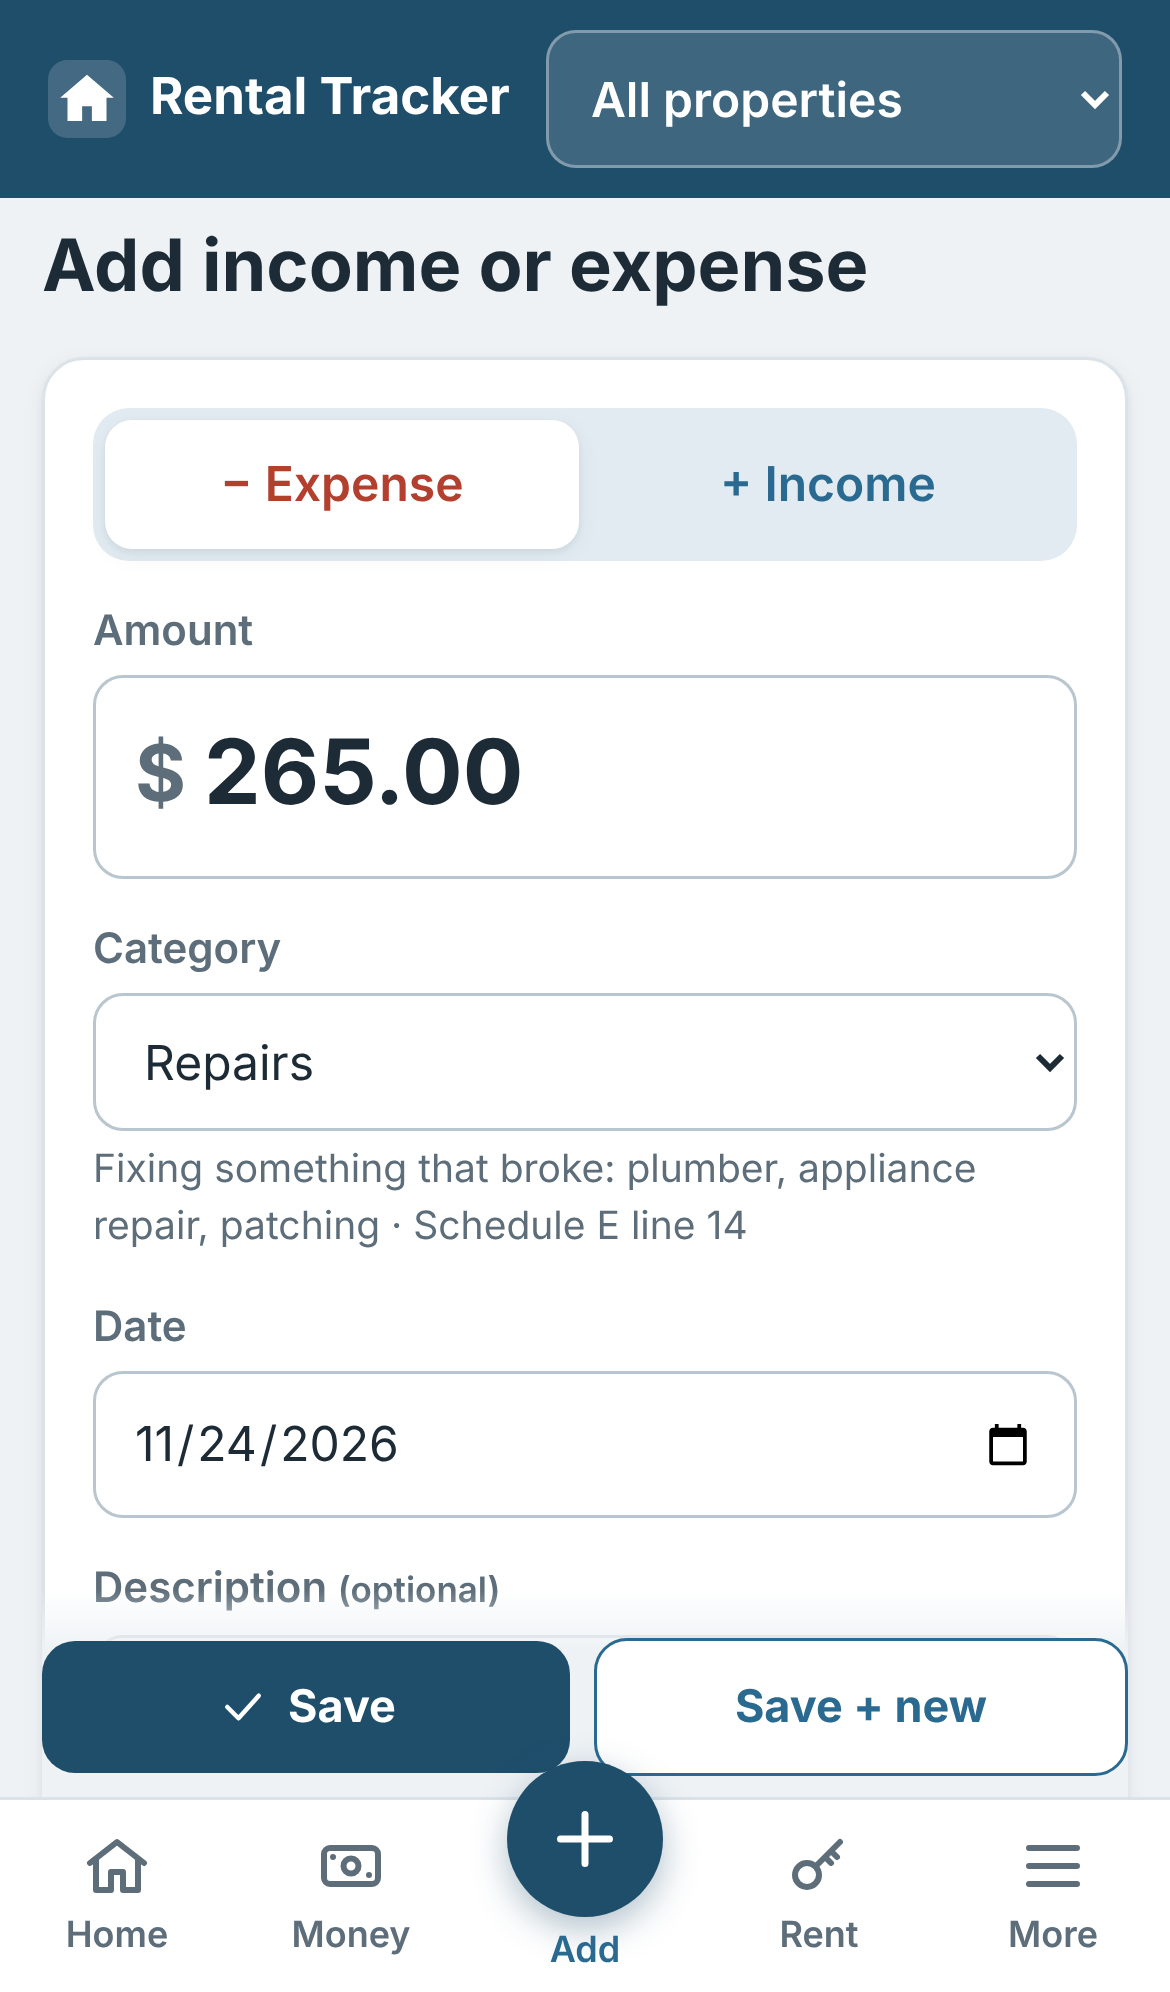 Rental Tracker
All properties
Add income or expense
− Expense
+ Income
Amount
$ 265.00
Category
Repairs
Fixing something that broke: plumber, appliance
repair, patching · Schedule E line 14
Date
11/24/2026
Description (optional)
Save
Save + new
Home
Money
Add
Rent
More